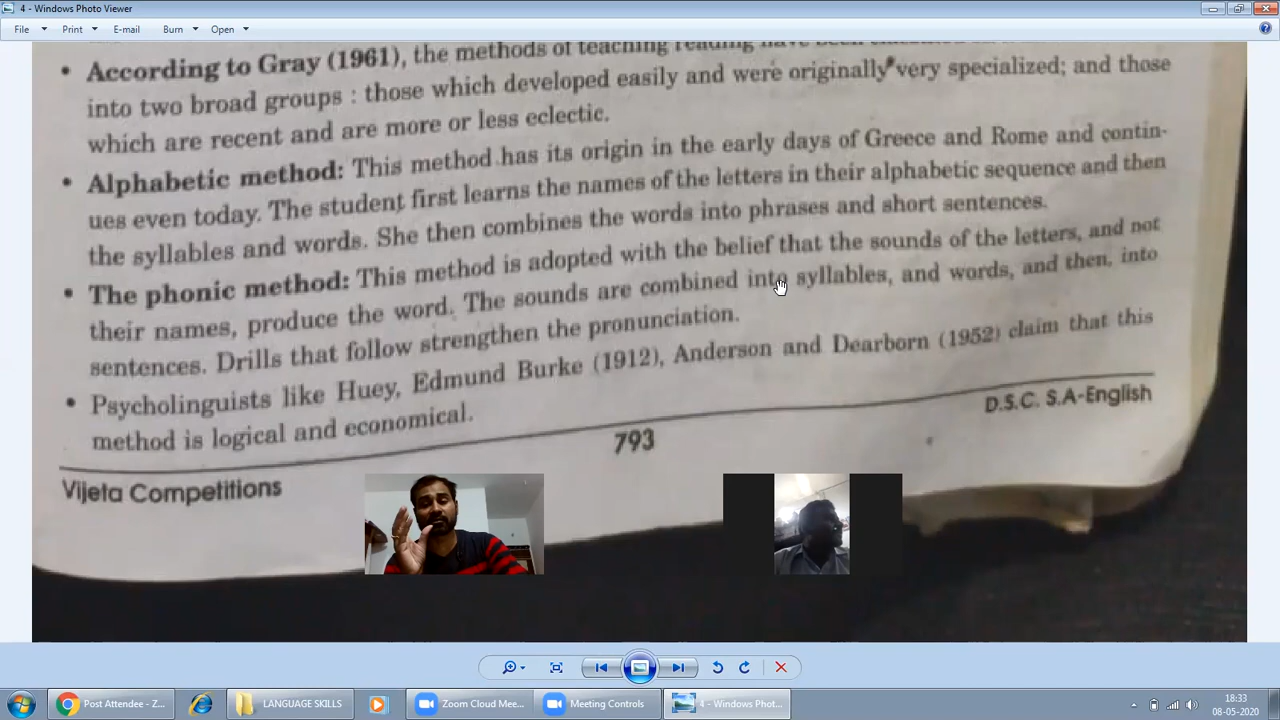 4 - Windows Photo Viewer
File Print Burn E-mail Open
• According to Gray (1961), the methods of teaching reading have been
into two broad groups : those which developed easily and were originally very specialized; and those
which are recent and are more or less eclectic.
• Alphabetic method: This method has its origin in the early days of Greece and Rome and contin-
ues even today. The student first learns the names of the letters in their alphabetic sequence and then
the syllables and words. She then combines the words into phrases and short sentences.
• The phonic method: This method is adopted with the belief that the sounds of the letters, and not
their names, produce the word. The sounds are combined into syllables, and words, and then, into
sentences. Drills that follow strengthen the pronunciation.
• Psycholinguists like Huey, Edmund Burke (1912), Anderson and Dearborn (1952) claim that this
method is logical and economical.
Vijeta Competitions 793 D.S.C. S.A-English
Post Attendee - Z... LANGUAGE SKILLS Zoom Cloud Mee... Meeting Controls 4 - Windows Phot... 18:33
08-05-2020